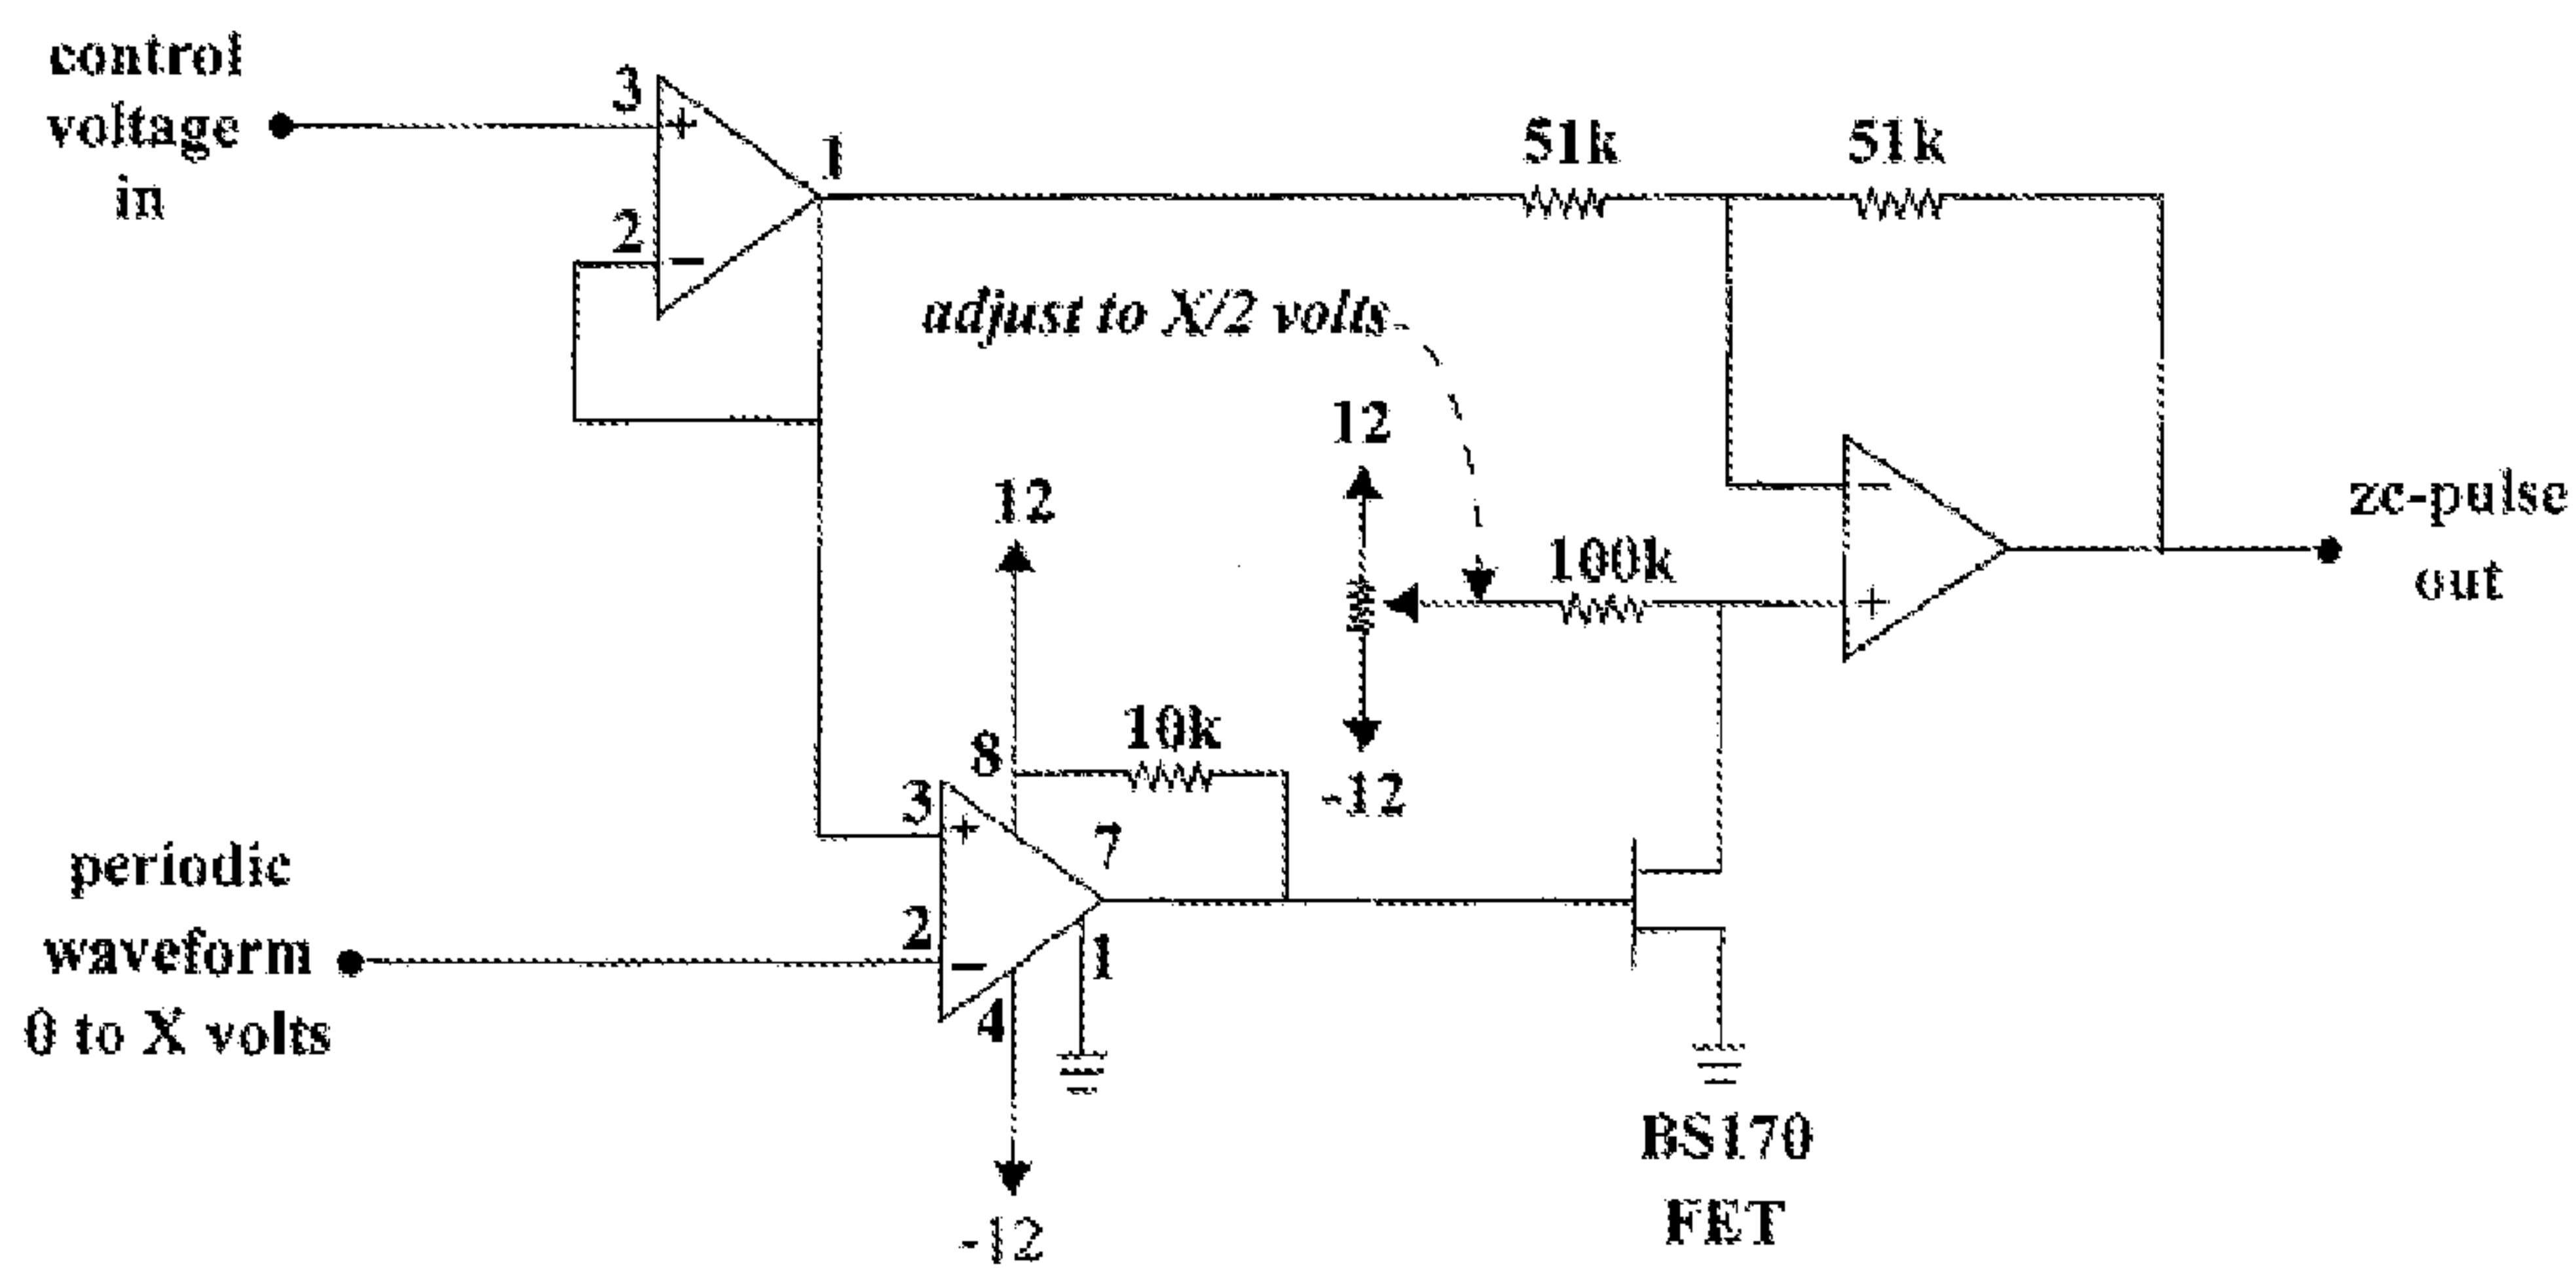 control
voltage
in
3
+
2
−
1
51k
51k
adjust to X/2 volts
12
12
-12
100k
−
+
zc-pulse
out
10k
8
3
+
7
2
−
4
1
-12
periodic
waveform
0 to X volts
BS170
FET